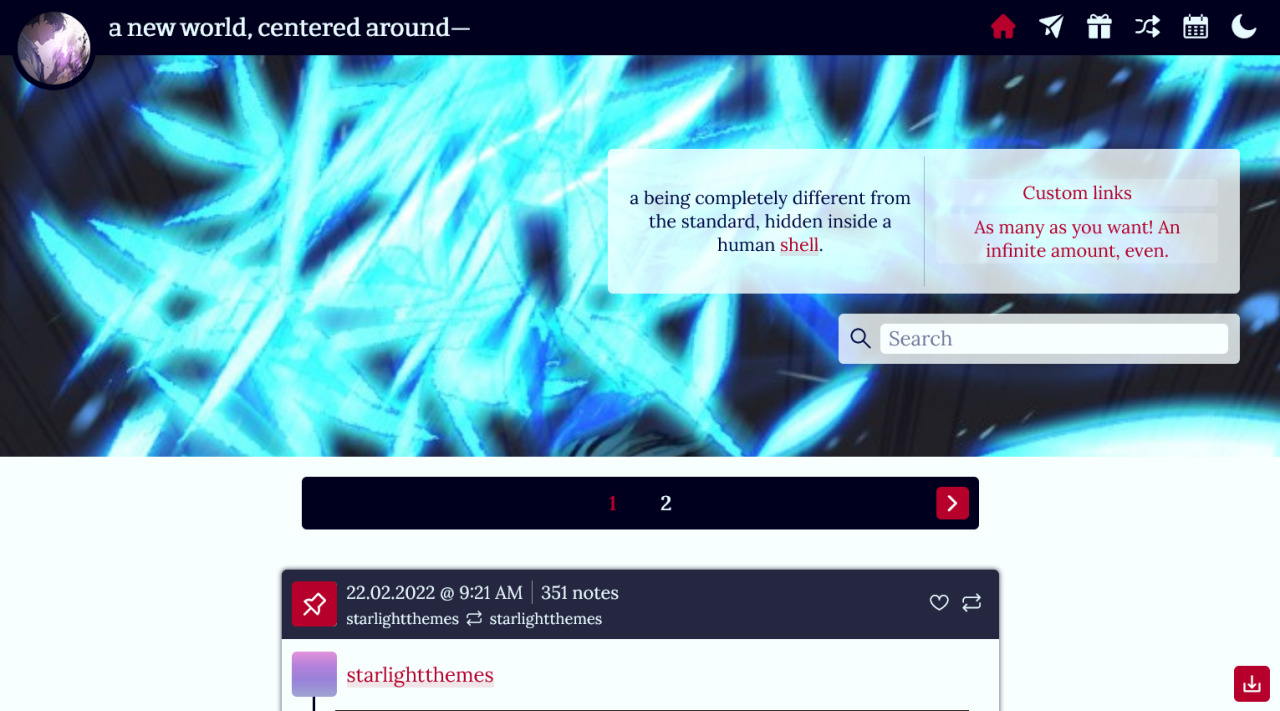 a new world, centered around—
a being completely different from
the standard, hidden inside a
human shell.
Custom links
As many as you want! An
infinite amount, even.
Search
1 2
22.02.2022 @ 9:21 AM 351 notes
starlightthemes starlightthemes
starlightthemes